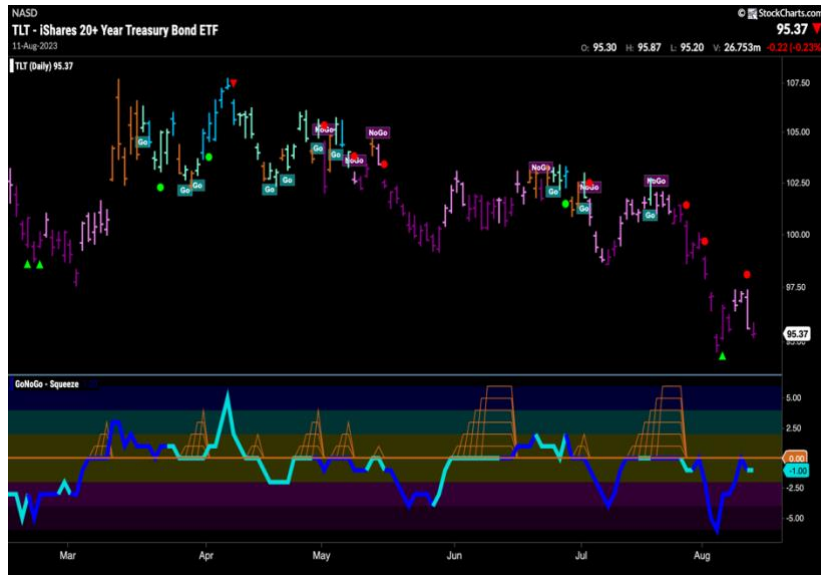 NASD
© StockCharts.com
TLT - iShares 20+ Year Treasury Bond ETF
95.37
11-Aug-2023
O: 95.30 H: 95.87 L: 95.20 V: 26.753m -0.22 (-0.23%
TLT (Daily) 95.37
107.50
105.00
102.50
100.00
97.50
95.37
95.00
Go
Go
Go
Go
Go
NoGo
Go
Go
NoGo
NoGo
NoGo
Go
NoGo
Go
NoGo
Go
GoNoGo - Squeeze
5.00
2.50
0.00
-1.00
-2.50
-5.00
Mar Apr May Jun Jul Aug